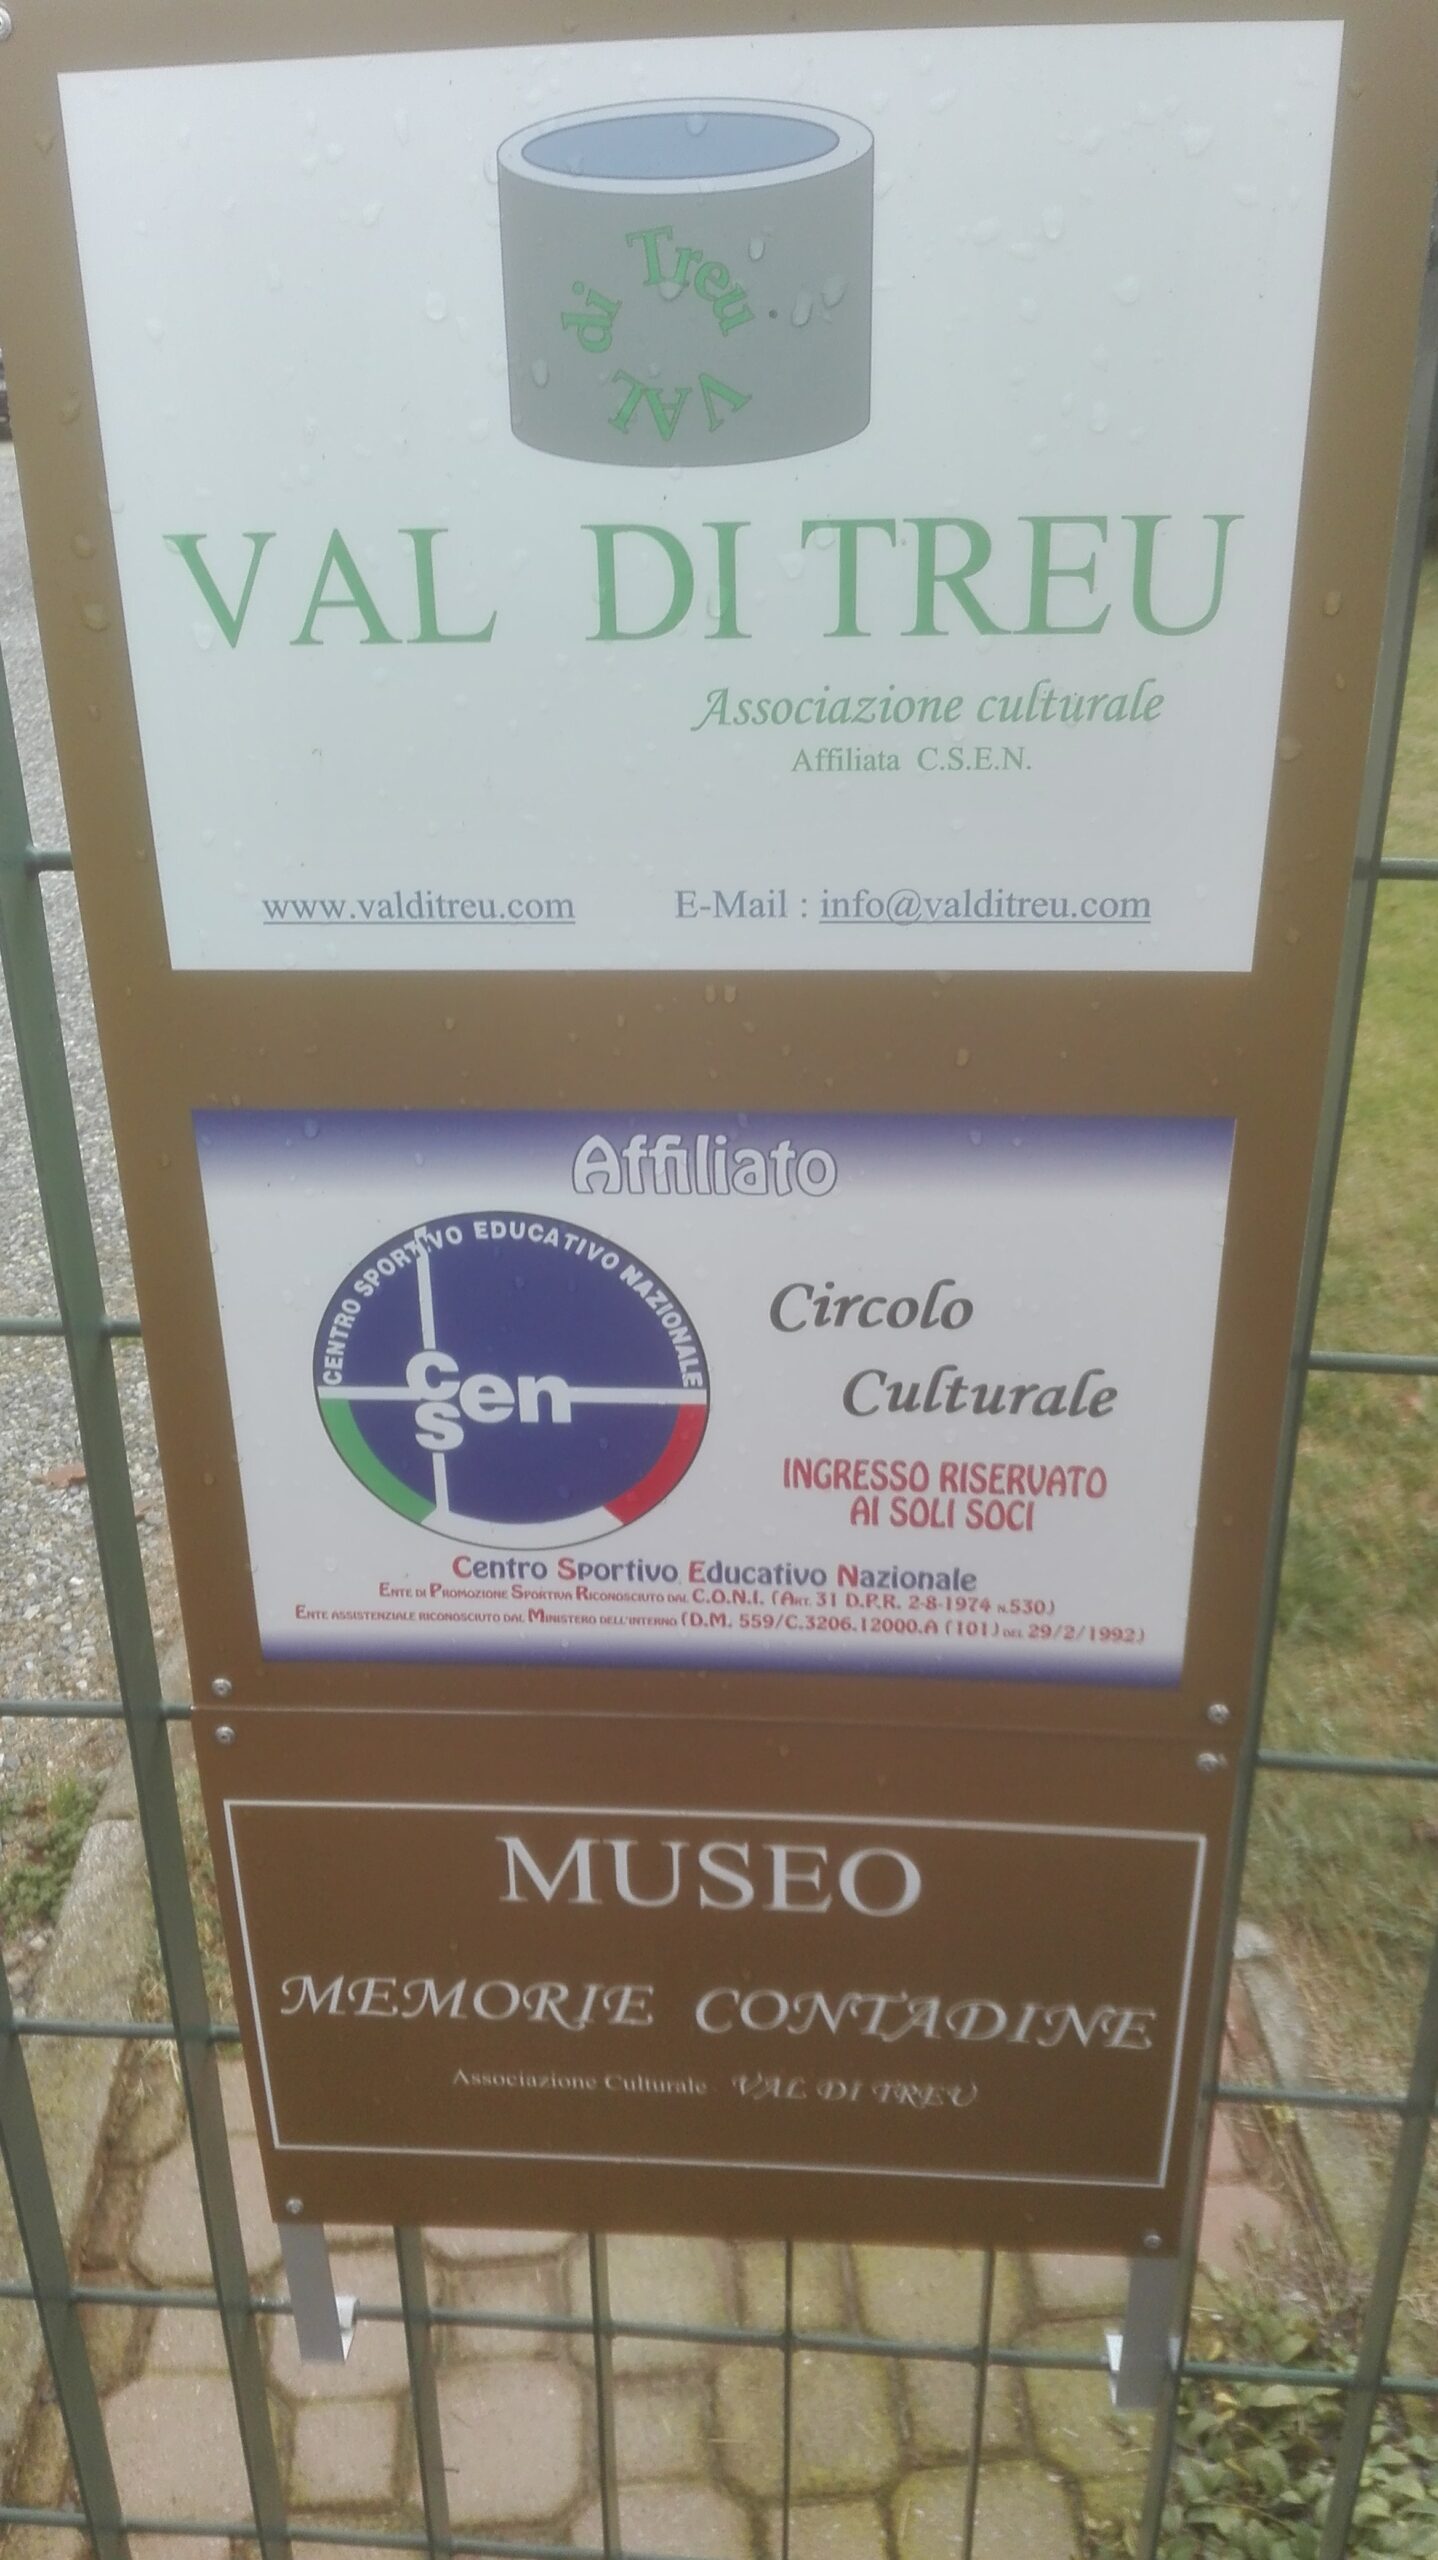 VAL di Treu
VAL DI TREU
Associazione culturale
Affiliata C.S.E.N.
www.valditreu.com E-Mail : info@valditreu.com
Affiliato
CENTRO SPORTIVO EDUCATIVO NAZIONALE
csen
Circolo
Culturale
INGRESSO RISERVATO
AI SOLI SOCI
Centro Sportivo Educativo Nazionale
Ente di Promozione Sportiva Riconosciuto dal C.O.N.I. (Art. 31 D.P.R. 2-8-1974 n.530)
Ente assistenziale riconosciuto dal Ministero dell'interno (D.M. 559/C.3206.12000.A (101) del 29/2/1992)
MUSEO
MEMORIE CONTADINE
Associazione Culturale VAL DI TREU